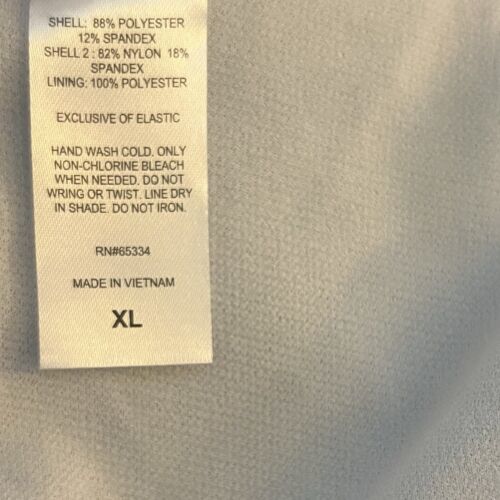 SHELL: 88% POLYESTER
12% SPANDEX
SHELL 2 : 82% NYLON 18%
SPANDEX
LINING: 100% POLYESTER
EXCLUSIVE OF ELASTIC
HAND WASH COLD. ONLY
NON-CHLORINE BLEACH
WHEN NEEDED. DO NOT
WRING OR TWIST. LINE DRY
IN SHADE. DO NOT IRON.
RN#65334
MADE IN VIETNAM
XL